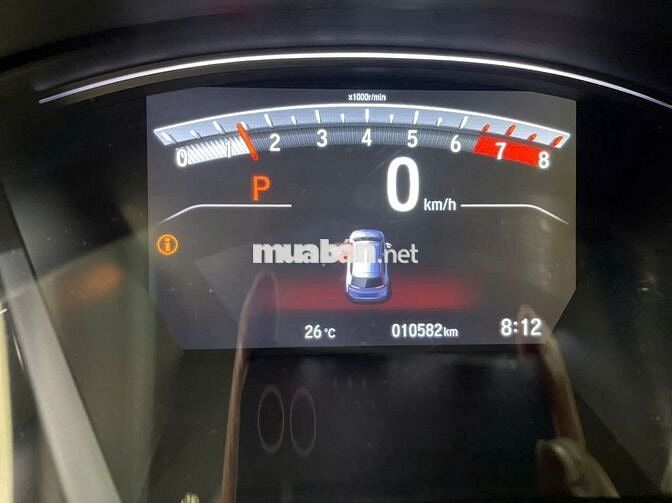 x1000r/min
0 1 2 3 4 5 6 7 8
P 0 km/h
muaban.net
26 °C 010582 km 8:12